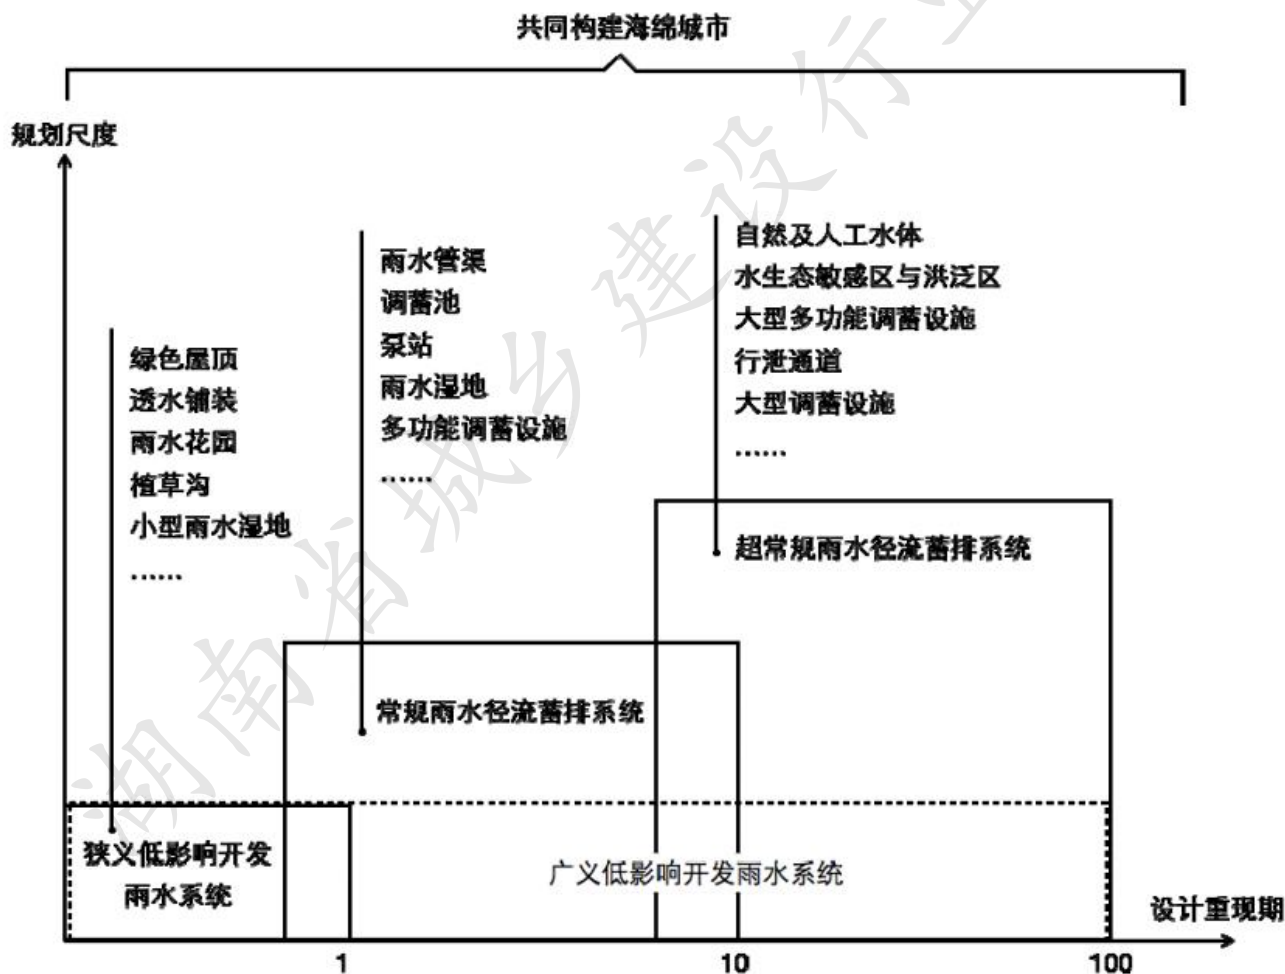 共同构建海绵城市
规划尺度
绿色屋顶
透水铺装
雨水花园
植草沟
小型雨水湿地
……
雨水管渠
调蓄池
泵站
雨水湿地
多功能调蓄设施
……
自然及人工水体
水生态敏感区与洪泛区
大型多功能调蓄设施
行泄通道
大型调蓄设施
……
超常规雨水径流蓄排系统
常规雨水径流蓄排系统
狭义低影响开发
雨水系统
广义低影响开发雨水系统
设计重现期
1
10
100
湖南省城乡建设行业